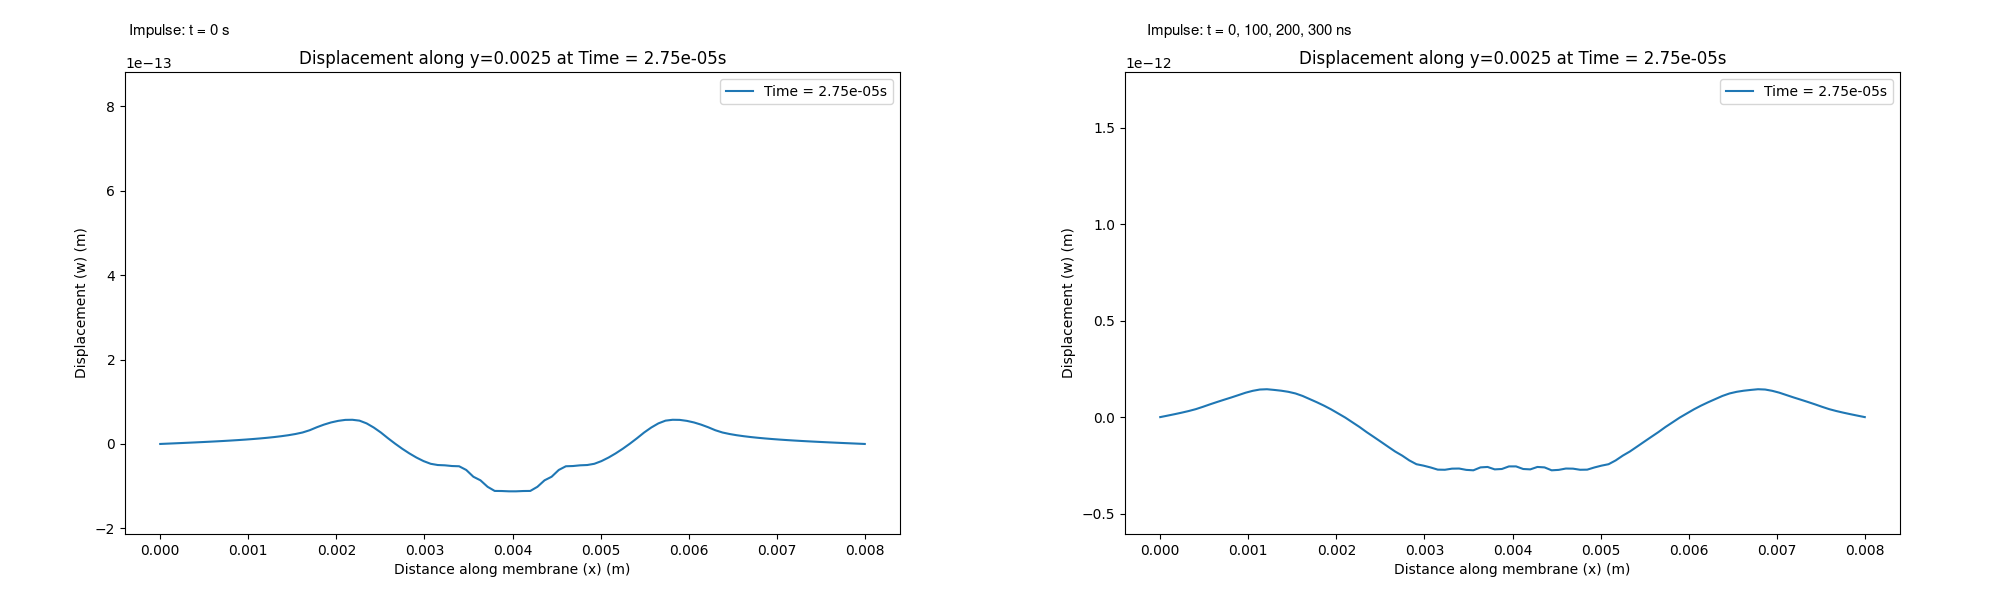 Impulse: t = 0 s
Displacement along y=0.0025 at Time = 2.75e-05s
1e−13
Time = 2.75e-05s
8
6
4
2
0
−2
Displacement (w) (m)
0.000 0.001 0.002 0.003 0.004 0.005 0.006 0.007 0.008
Distance along membrane (x) (m)
Impulse: t = 0, 100, 200, 300 ns
Displacement along y=0.0025 at Time = 2.75e-05s
1e−12
Time = 2.75e-05s
1.5
1.0
0.5
0.0
−0.5
Displacement (w) (m)
0.000 0.001 0.002 0.003 0.004 0.005 0.006 0.007 0.008
Distance along membrane (x) (m)